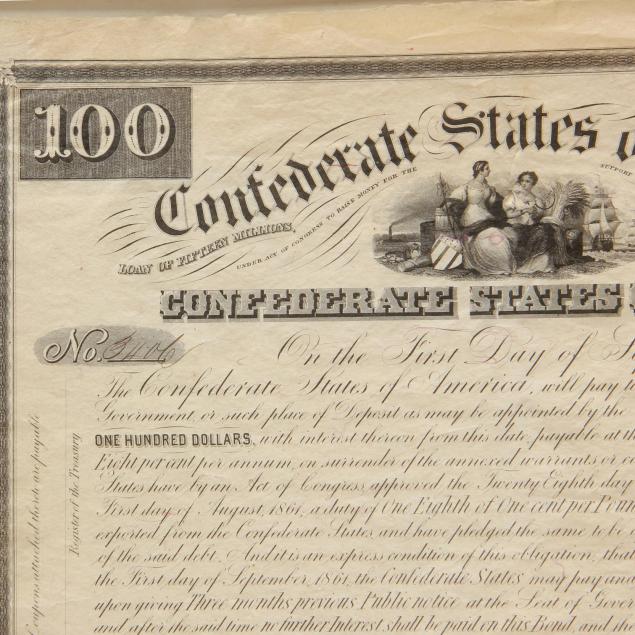 100
Confederate States
LOAN OF FIFTEEN MILLIONS,
UNDER ACT OF CONGRESS TO RAISE MONEY FOR THE
SUPPORT
CONFEDERATE STATES
No. 3406
On the First Day of
The Confederate States of America, will pay t
Government, or such place of Deposit as may be appointed by the
ONE HUNDRED DOLLARS, with interest thereon from this date, payable at th
Eight per cent per annum, on surrender of the annexed warrants or c
States have by an Act of Congress approved the Twenty Eighth day
First day of August, 1861, a duty of One Eighth of One cent per Poun
exported from the Confederate States, and have pledged the same to be
of the said debt. And it is an express condition of this obligation, that
the First day of September, 1861, the Confederate States may pay and
upon giving Three months previous Public notice at the Seat of Gover
and after the said time no further Interest shall be paid on this Bond, and the
Register of the Treasury
Coupons attached thereto are payable